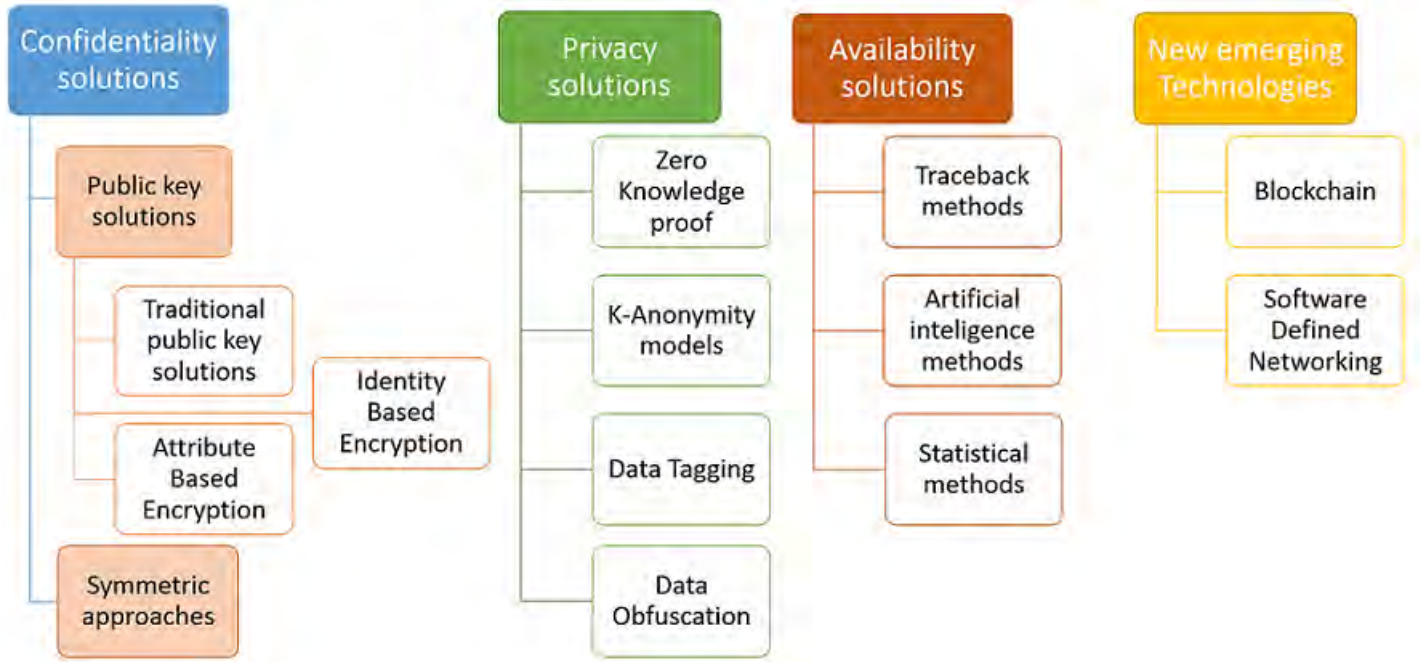 Confidentiality
solutions
Public key
solutions
Traditional
public key
solutions
Identity
Based
Encryption
Attribute
Based
Encryption
Symmetric
approaches
Privacy
solutions
Zero
Knowledge
proof
K-Anonymity
models
Data Tagging
Data
Obfuscation
Availability
solutions
Traceback
methods
Artificial
inteligence
methods
Statistical
methods
New emerging
Technologies
Blockchain
Software
Defined
Networking